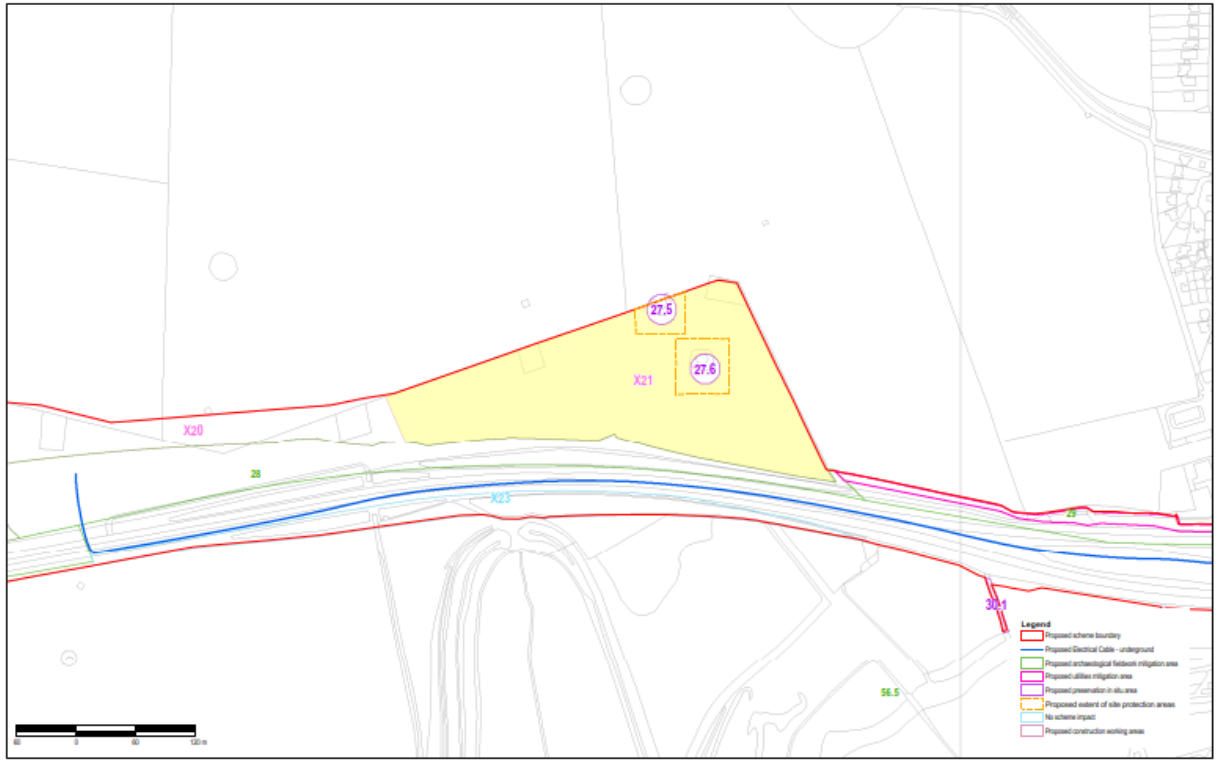 27.5
27.6
X21
X20
28
X23
29
30.1
Legend
Proposed scheme boundary
Proposed Electrical Cable - underground
Proposed archaeological fieldwork mitigation area
Proposed utilities mitigation area
Proposed preservation in situ area
Proposed extent of site protection areas
No scheme impact
Proposed construction working areas
56.5
60 0 60 120 m